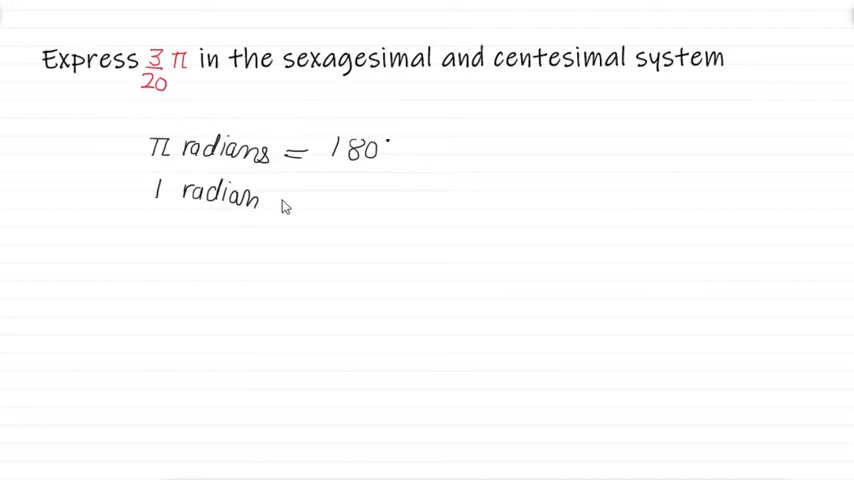 Express 3/20 π in the sexagesimal and centesimal system
π radians = 180°
1 radian